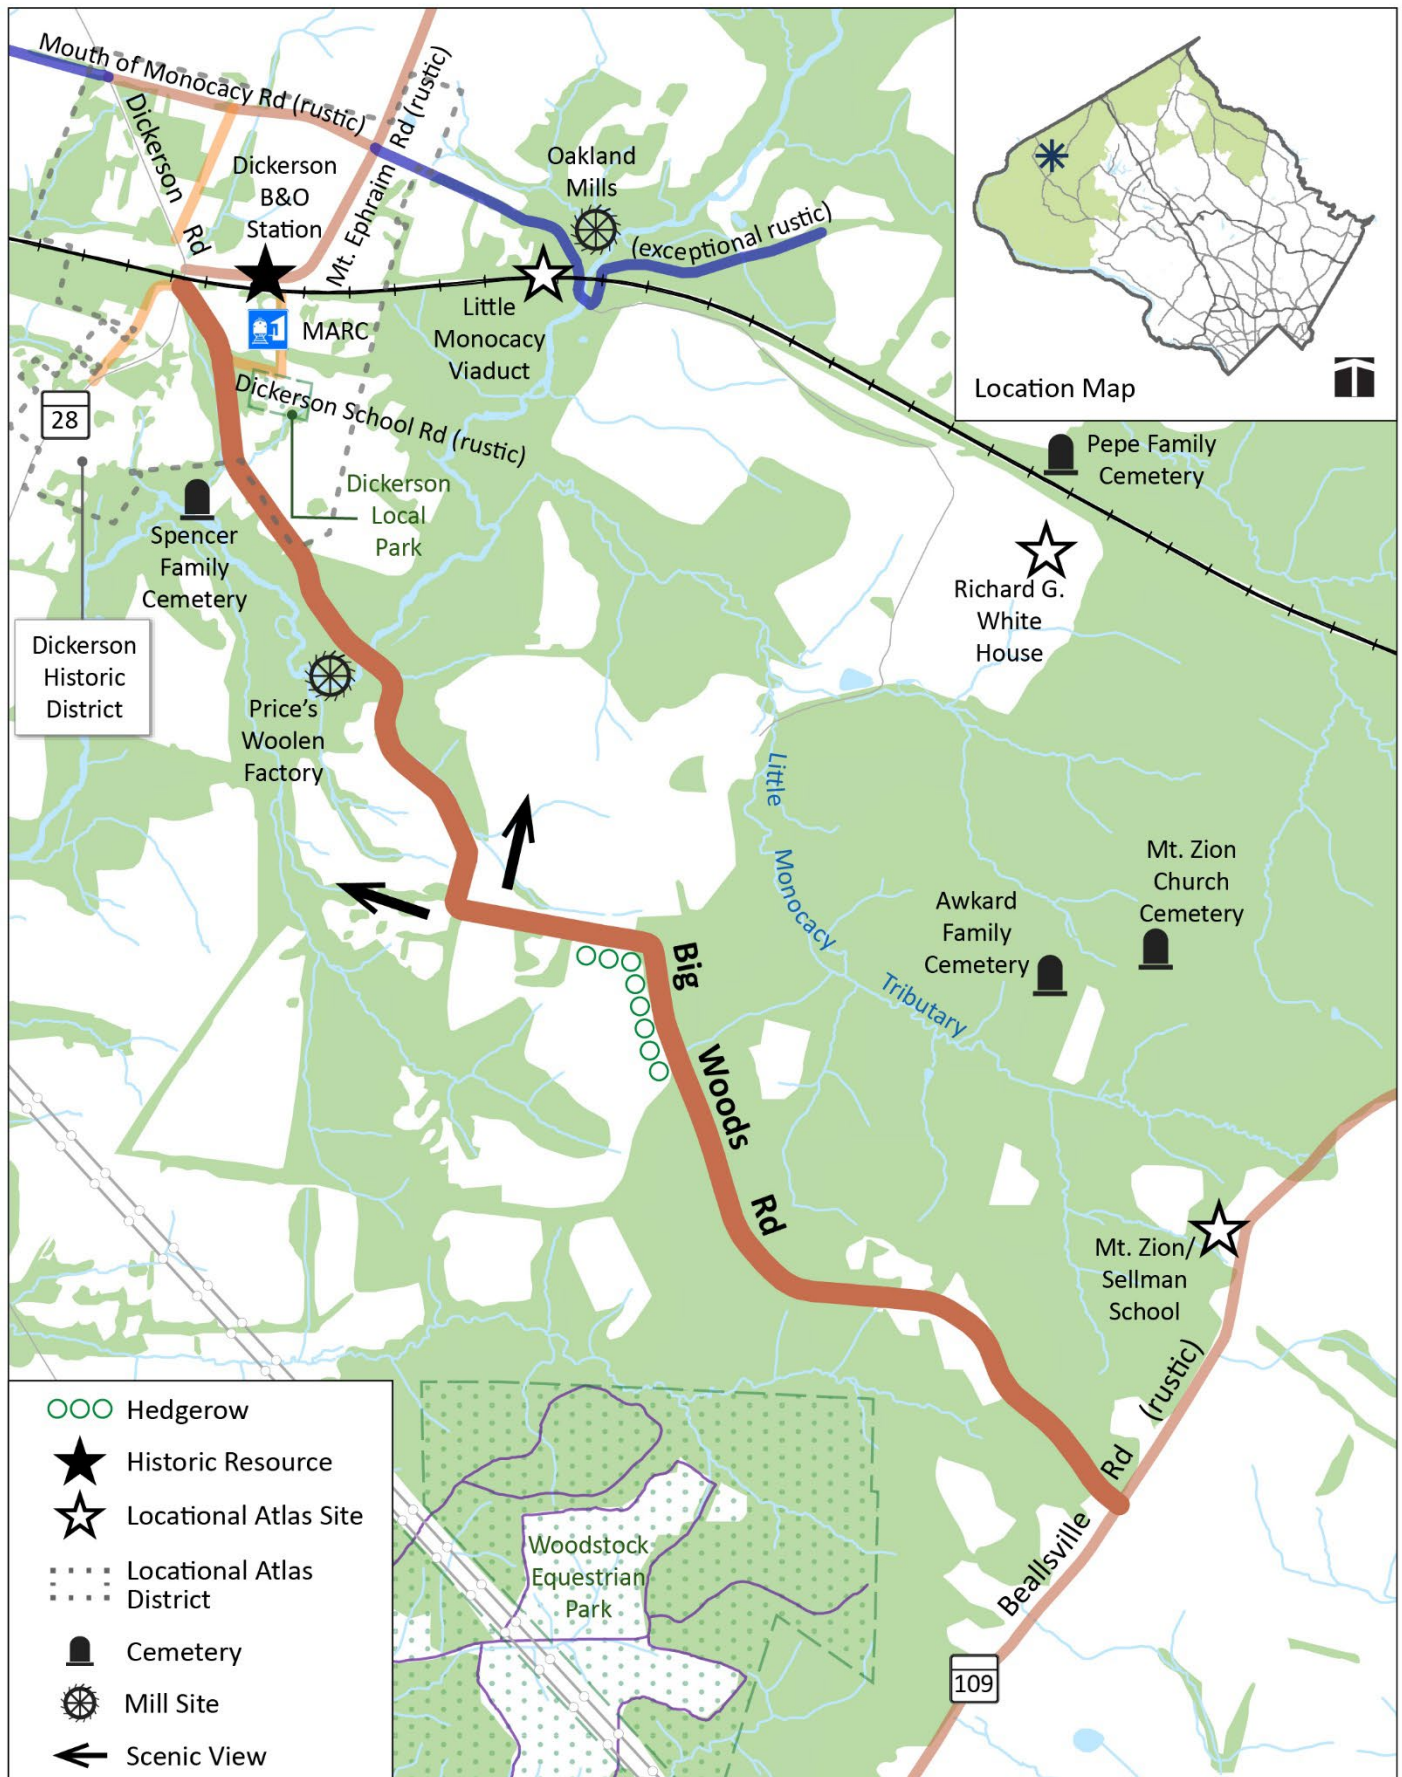 Mouth of Monocacy Rd (rustic)
Dickerson
Rd
Dickerson
B&O
Station
Mt. Ephraim
Rd (rustic)
Oakland
Mills
(exceptional rustic)
Little
Monocacy
Viaduct
MARC
28
Dickerson School Rd (rustic)
Dickerson
Local
Park
Spencer
Family
Cemetery
Dickerson
Historic
District
Price's
Woolen
Factory
Location Map
Pepe Family
Cemetery
Richard G.
White
House
Little
Monocacy
Tributary
Mt. Zion
Church
Cemetery
Awkard
Family
Cemetery
Big
Woods
Rd
Mt. Zion/
Sellman
School
(rustic)
Rd
Beallsville
109
Woodstock
Equestrian
Park
Hedgerow
Historic Resource
Locational Atlas Site
Locational Atlas
District
Cemetery
Mill Site
Scenic View